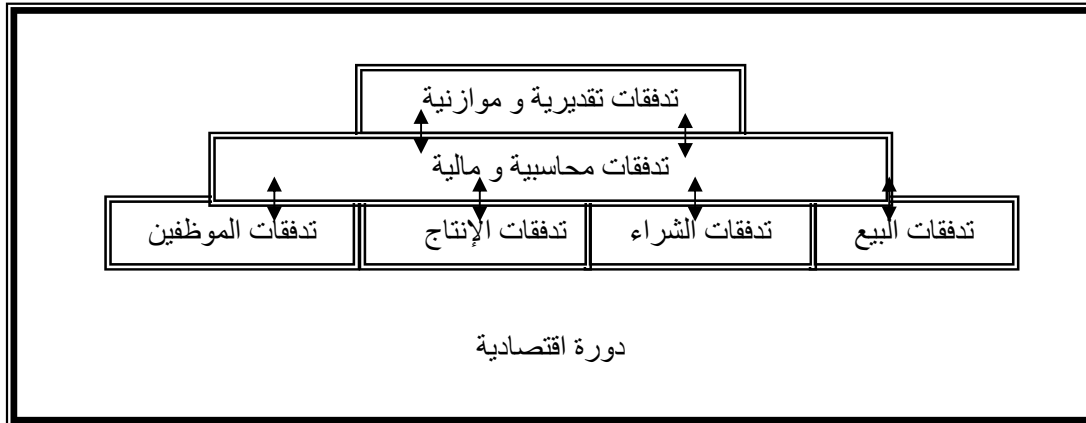 تدفقات تقديرية و موازنية
تدفقات محاسبية و مالية
تدفقات البيع
تدفقات الشراء
تدفقات الإنتاج
تدفقات الموظفين
دورة اقتصادية